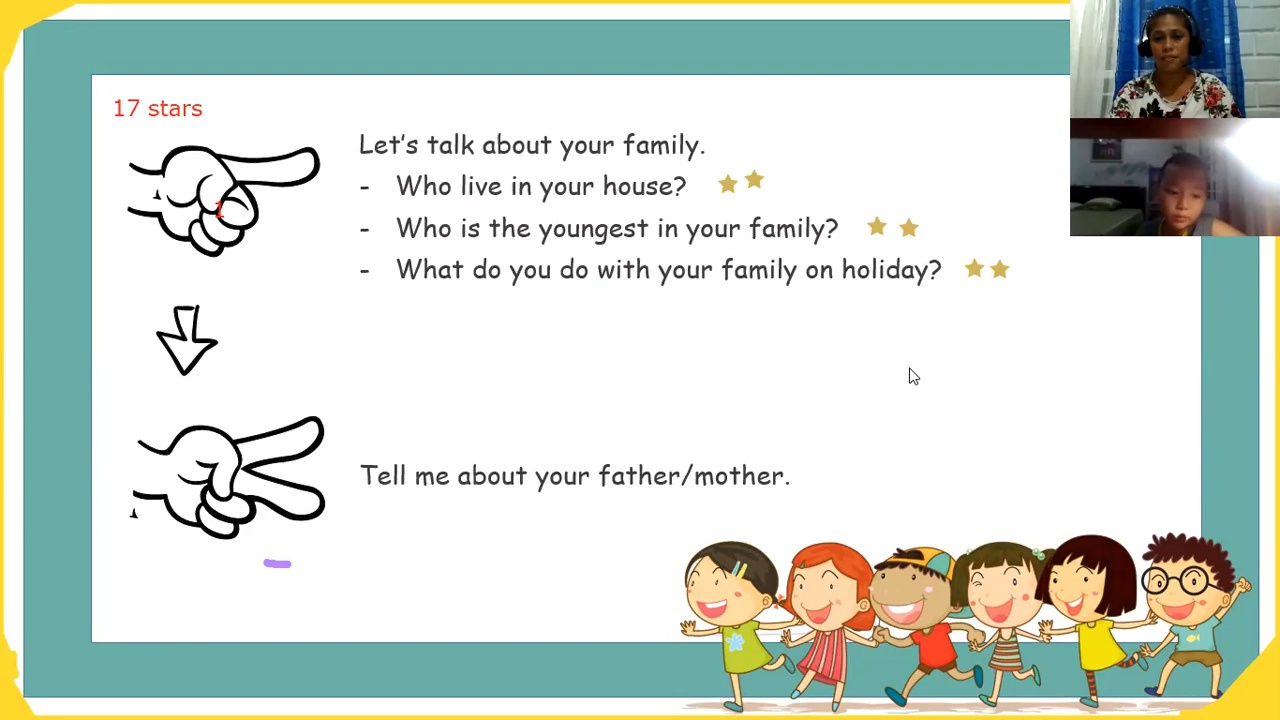 17 stars
Let's talk about your family.
- Who live in your house?
- Who is the youngest in your family?
- What do you do with your family on holiday?
1
Tell me about your father/mother.